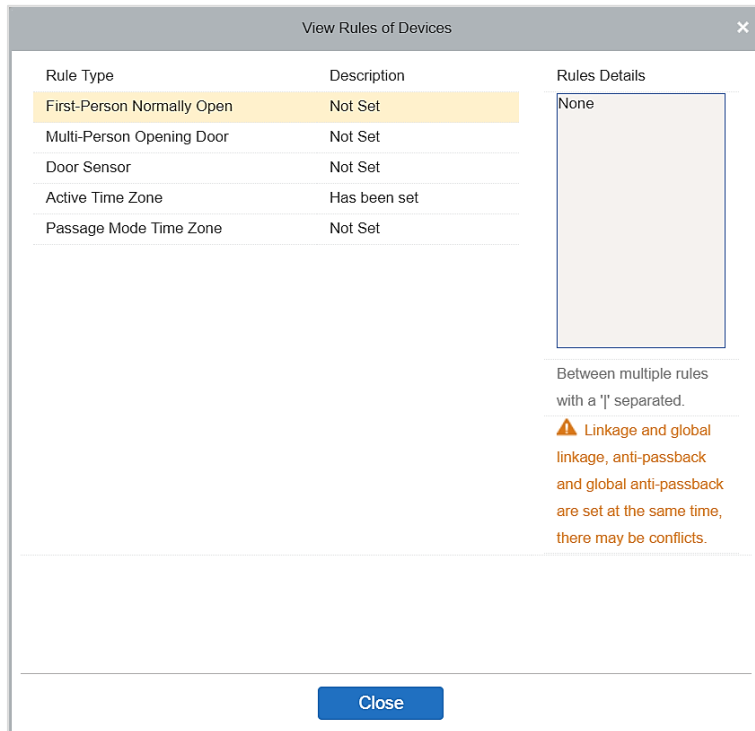 View Rules of Devices ×
Rule Type Description
First-Person Normally Open Not Set
Multi-Person Opening Door Not Set
Door Sensor Not Set
Active Time Zone Has been set
Passage Mode Time Zone Not Set
Rules Details
None
Between multiple rules
with a '|' separated.
Linkage and global
linkage, anti-passback
and global anti-passback
are set at the same time,
there may be conflicts.
Close